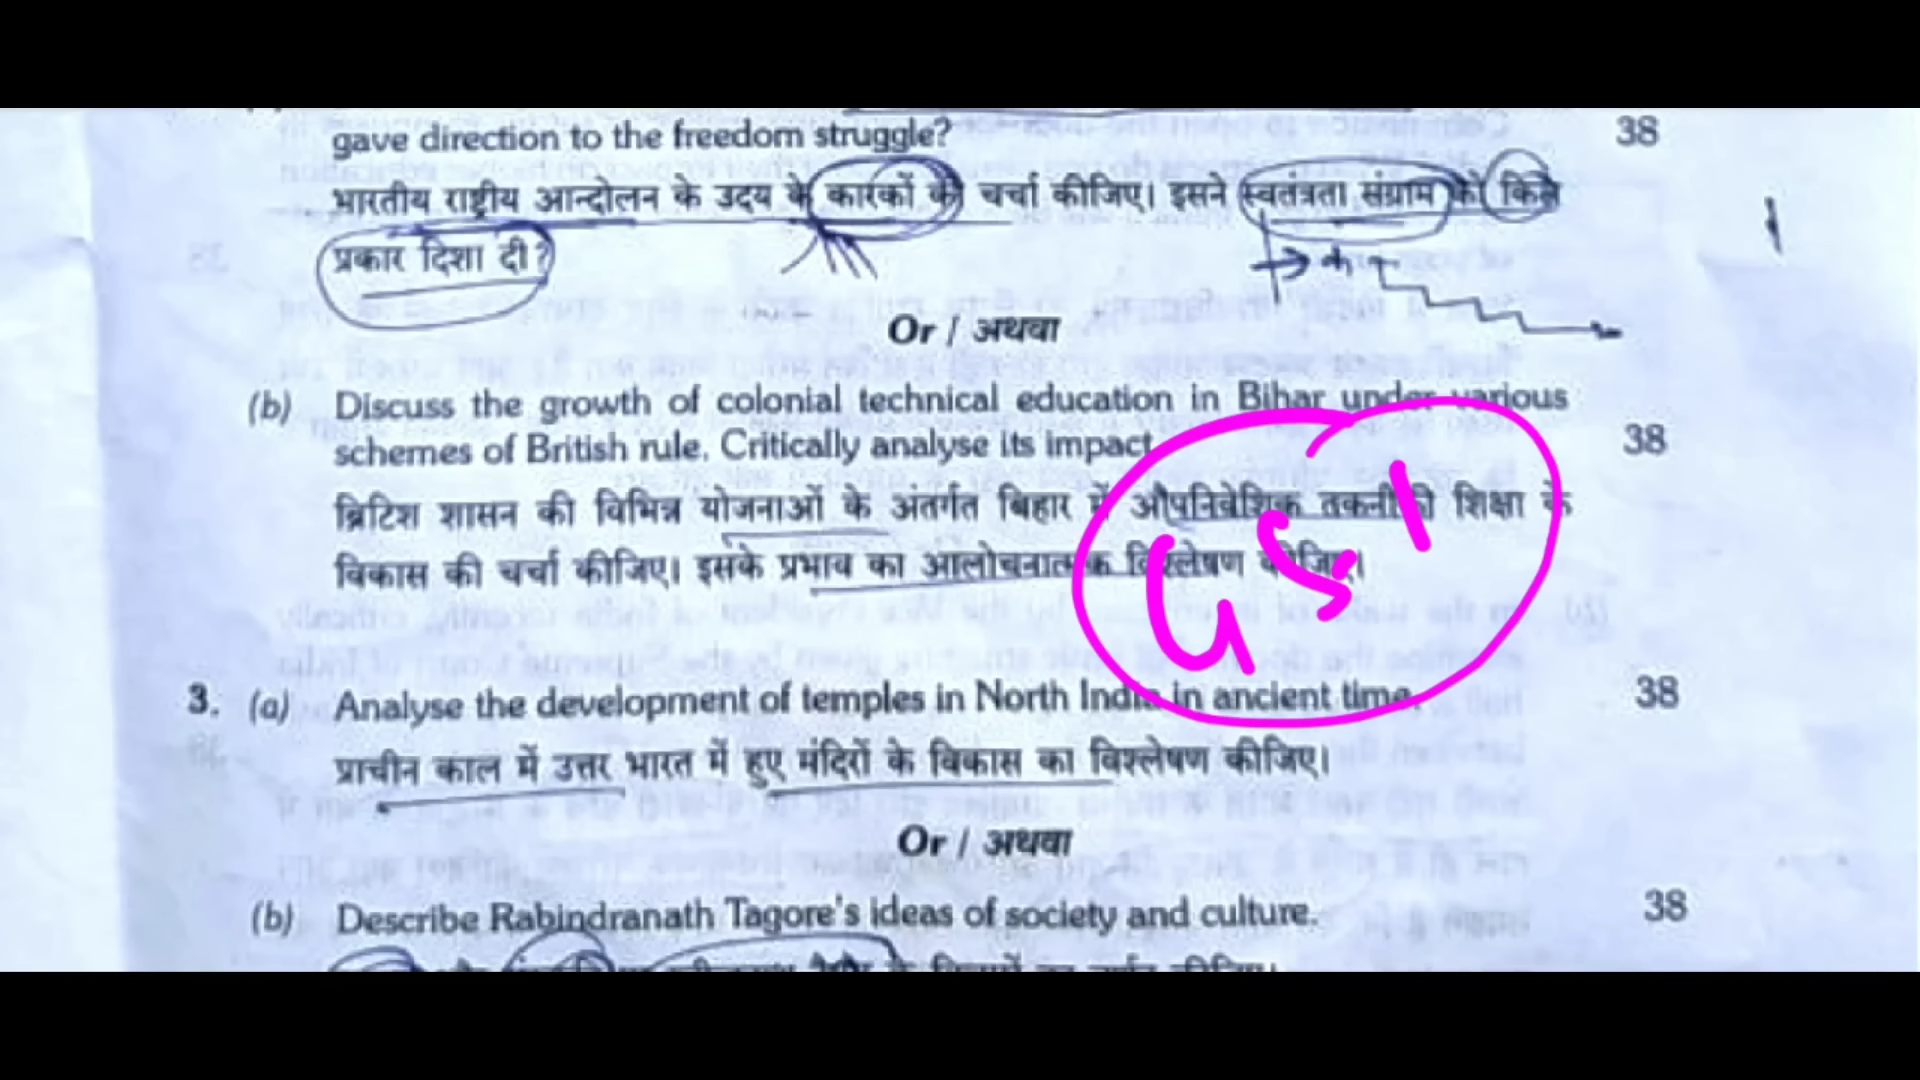 gave direction to the freedom struggle? 38
भारतीय राष्ट्रीय आन्दोलन के उदय के कारकों की चर्चा कीजिए। इसने स्वतंत्रता संग्राम को किस
प्रकार दिशा दी?
Or / अथवा
(b) Discuss the growth of colonial technical education in Bihar under various
schemes of British rule. Critically analyse its impact. 38
ब्रिटिश शासन की विभिन्न योजनाओं के अंतर्गत बिहार में औपनिवेशिक तकनीकी शिक्षा के
विकास की चर्चा कीजिए। इसके प्रभाव का आलोचनात्मक विश्लेषण कीजिए।
GS 1
3. (a) Analyse the development of temples in North India in ancient time. 38
प्राचीन काल में उत्तर भारत में हुए मंदिरों के विकास का विश्लेषण कीजिए।
Or / अथवा
(b) Describe Rabindranath Tagore's ideas of society and culture. 38